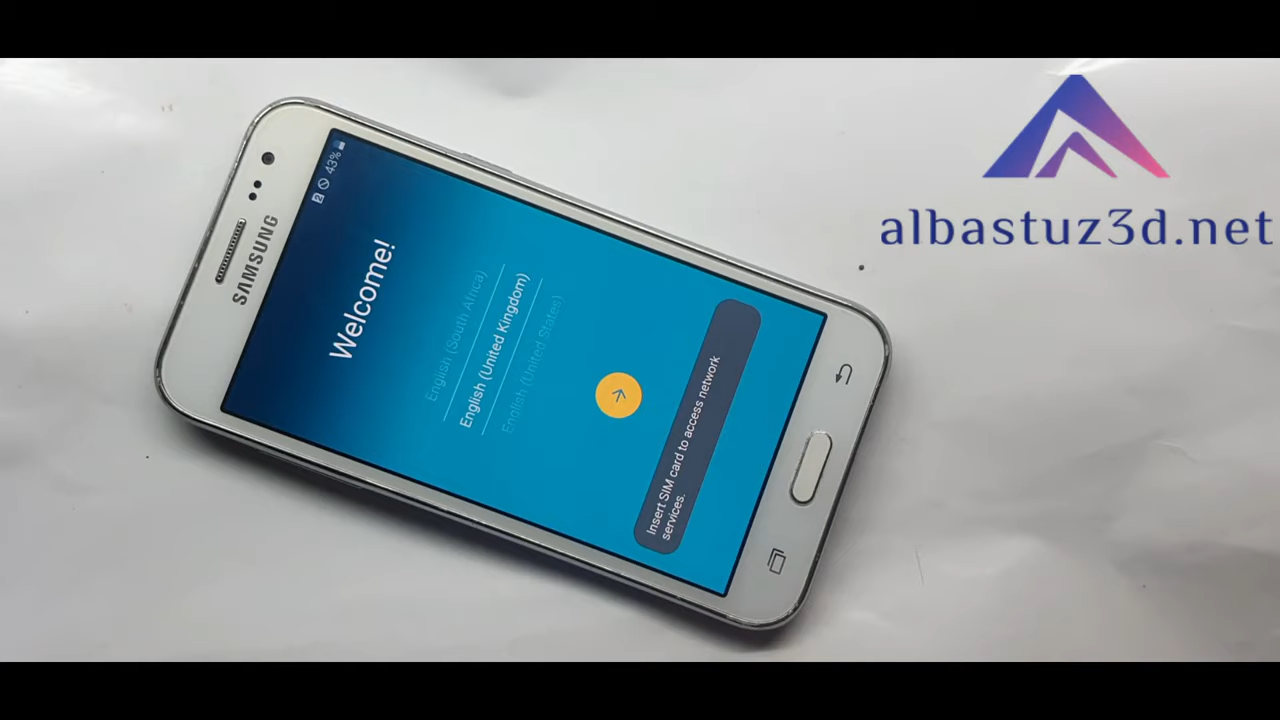 albastuz3d.net
SAMSUNG
2 43%
Welcome!
English (South Africa)
English (United Kingdom)
English (United States)
Insert SIM card to access network
services.